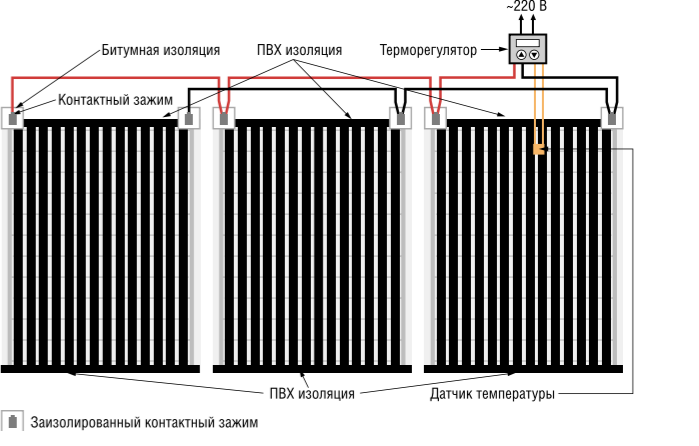 ~220 В
Битумная изоляция
ПВХ изоляция
Терморегулятор
Контактный зажим
ПВХ изоляция
Датчик температуры
Заизолированный контактный зажим